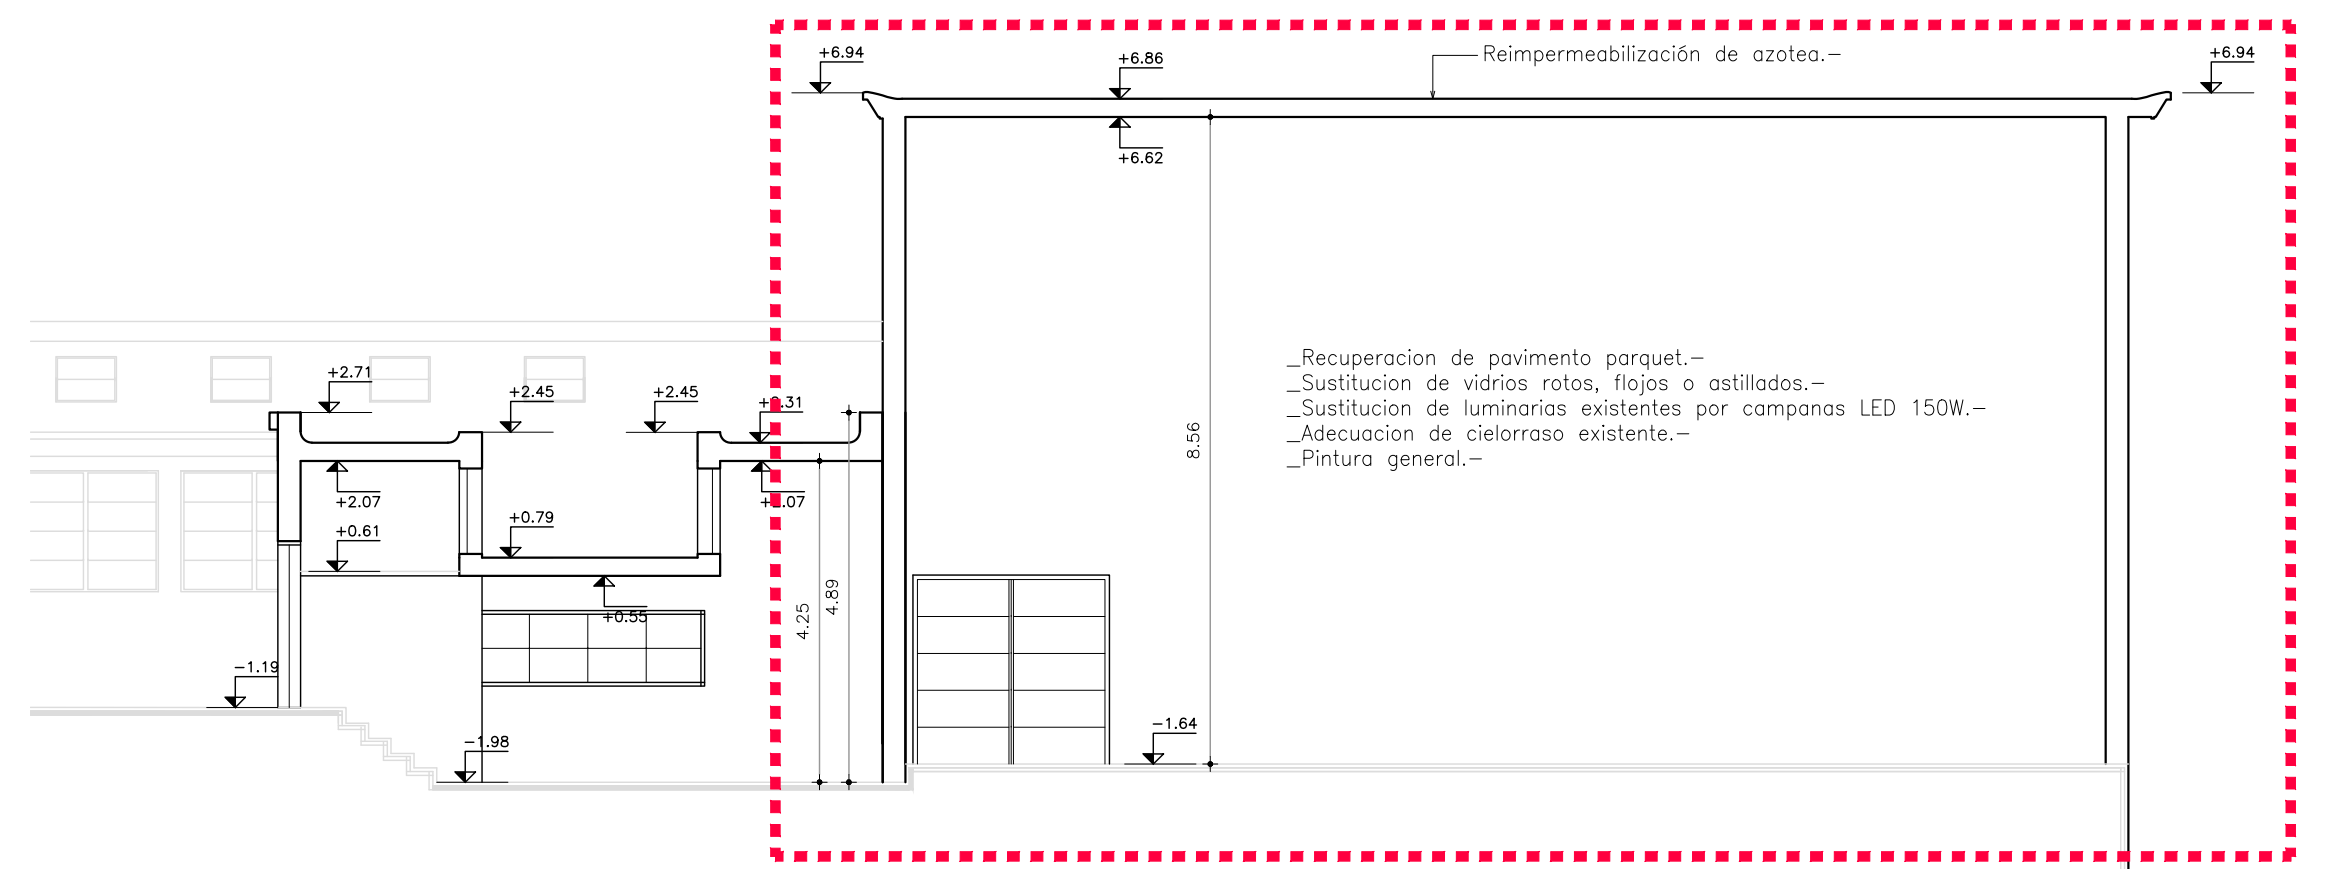 +6.94
+6.86
Reimpermeabilización de azotea.–
+6.94
+6.62
_Recuperacion de pavimento parquet.–
_Sustitucion de vidrios rotos, flojos o astillados.–
_Sustitucion de luminarias existentes por campanas LED 150W.–
_Adecuacion de cielorraso existente.–
_Pintura general.–
+2.71
+2.45
+2.45
8.56
+2.07
+0.79
+0.61
4.89
4.25
+0.55
–1.19
–1.98
–1.64